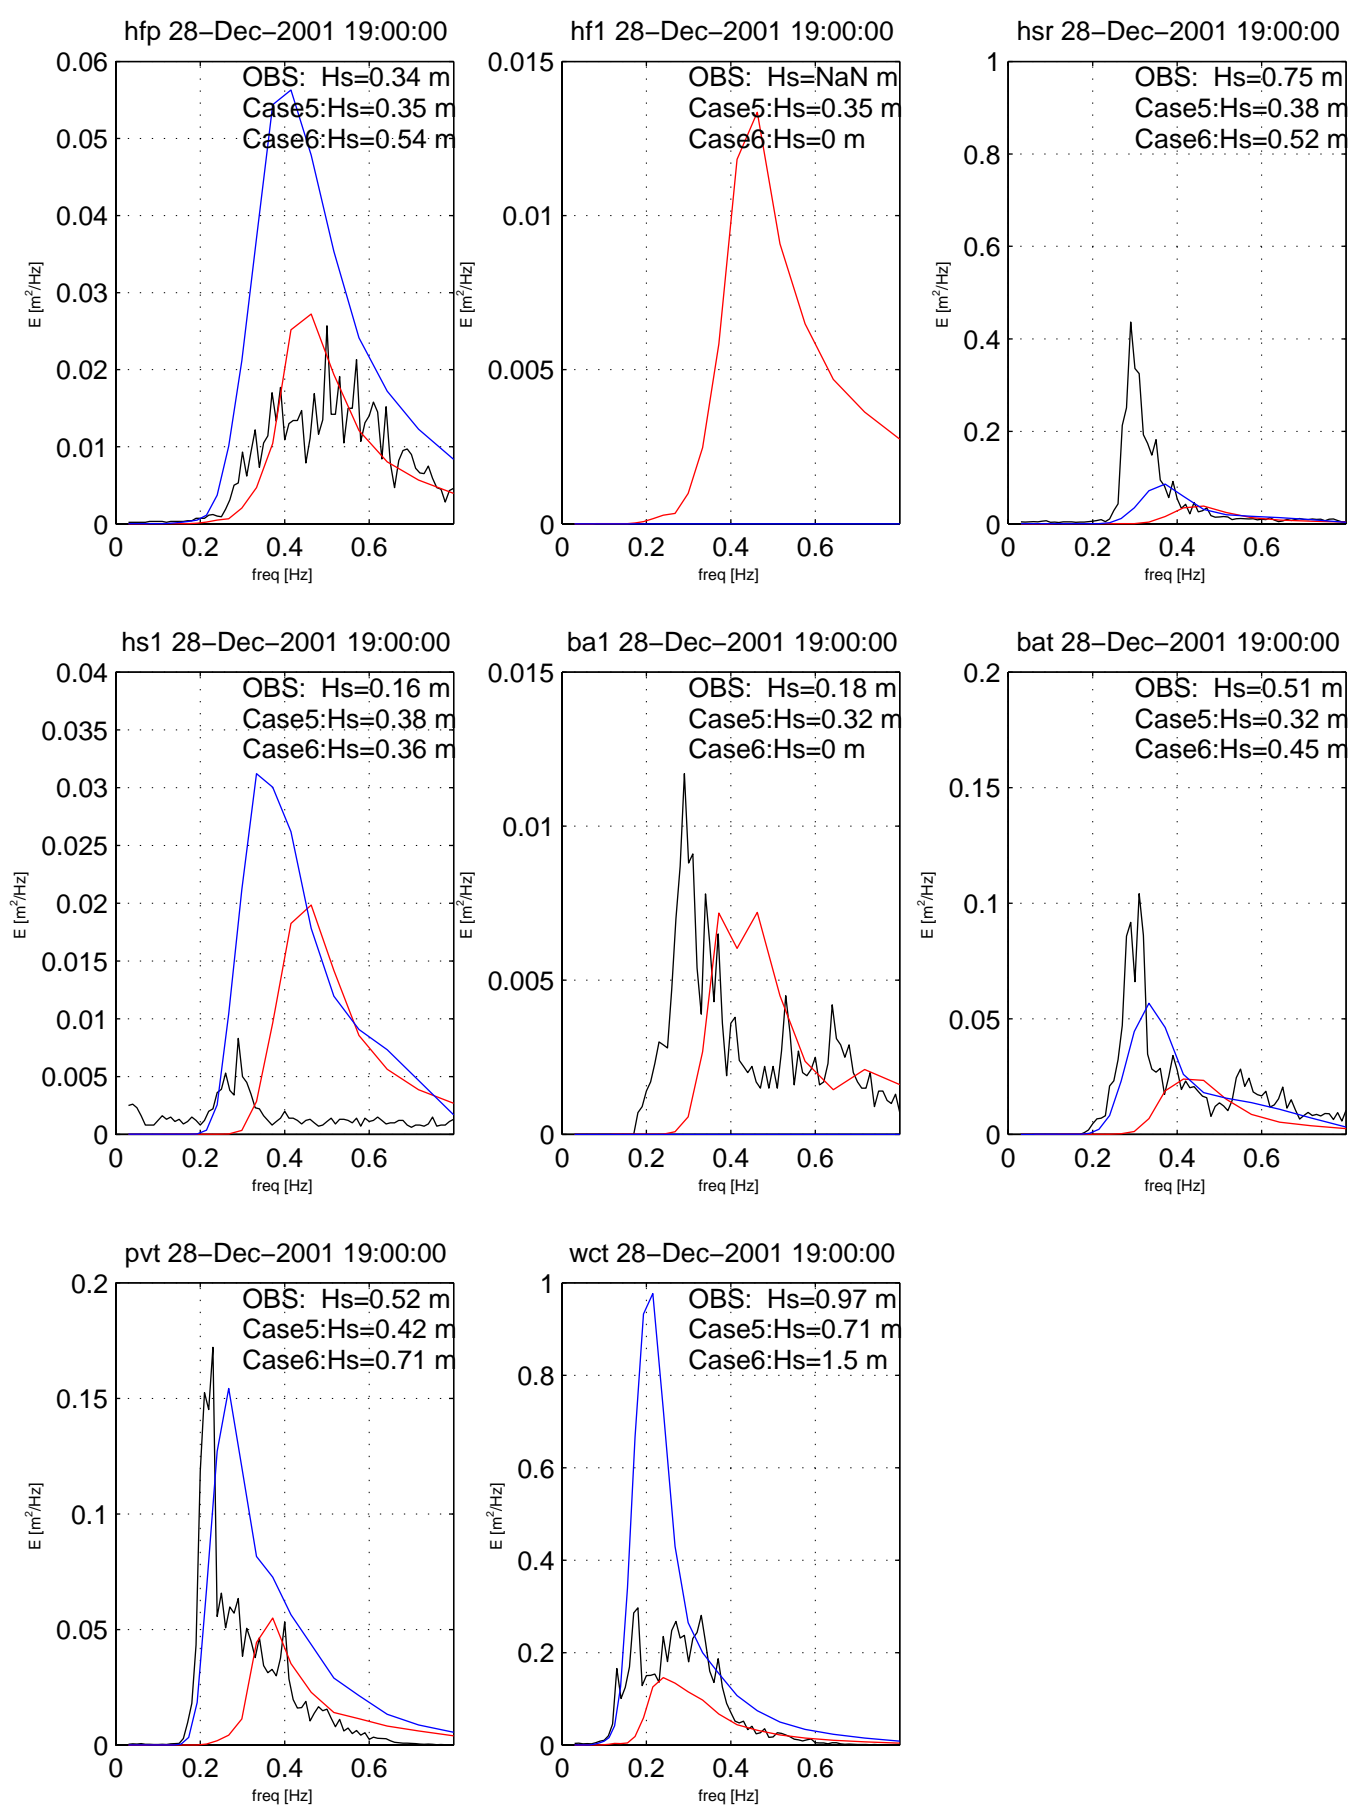 hfp 28−Dec−2001 19:00:00
OBS: Hs=0.34 m
Case5:Hs=0.35 m
Case6:Hs=0.54 m
0.06
0.05
0.04
0.03
0.02
0.01
0
E [m²/Hz]
0 0.2 0.4 0.6
freq [Hz]
hf1 28−Dec−2001 19:00:00
OBS: Hs=NaN m
Case5:Hs=0.35 m
Case6:Hs=0 m
0.015
0.01
0.005
0
E [m²/Hz]
0 0.2 0.4 0.6
freq [Hz]
hsr 28−Dec−2001 19:00:00
OBS: Hs=0.75 m
Case5:Hs=0.38 m
Case6:Hs=0.52 m
1
0.8
0.6
0.4
0.2
0
E [m²/Hz]
0 0.2 0.4 0.6
freq [Hz]
hs1 28−Dec−2001 19:00:00
OBS: Hs=0.16 m
Case5:Hs=0.38 m
Case6:Hs=0.36 m
0.04
0.035
0.03
0.025
0.02
0.015
0.01
0.005
0
E [m²/Hz]
0 0.2 0.4 0.6
freq [Hz]
ba1 28−Dec−2001 19:00:00
OBS: Hs=0.18 m
Case5:Hs=0.32 m
Case6:Hs=0 m
0.015
0.01
0.005
0
E [m²/Hz]
0 0.2 0.4 0.6
freq [Hz]
bat 28−Dec−2001 19:00:00
OBS: Hs=0.51 m
Case5:Hs=0.32 m
Case6:Hs=0.45 m
0.2
0.15
0.1
0.05
0
E [m²/Hz]
0 0.2 0.4 0.6
freq [Hz]
pvt 28−Dec−2001 19:00:00
OBS: Hs=0.52 m
Case5:Hs=0.42 m
Case6:Hs=0.71 m
0.2
0.15
0.1
0.05
0
E [m²/Hz]
0 0.2 0.4 0.6
freq [Hz]
wct 28−Dec−2001 19:00:00
OBS: Hs=0.97 m
Case5:Hs=0.71 m
Case6:Hs=1.5 m
1
0.8
0.6
0.4
0.2
0
E [m²/Hz]
0 0.2 0.4 0.6
freq [Hz]